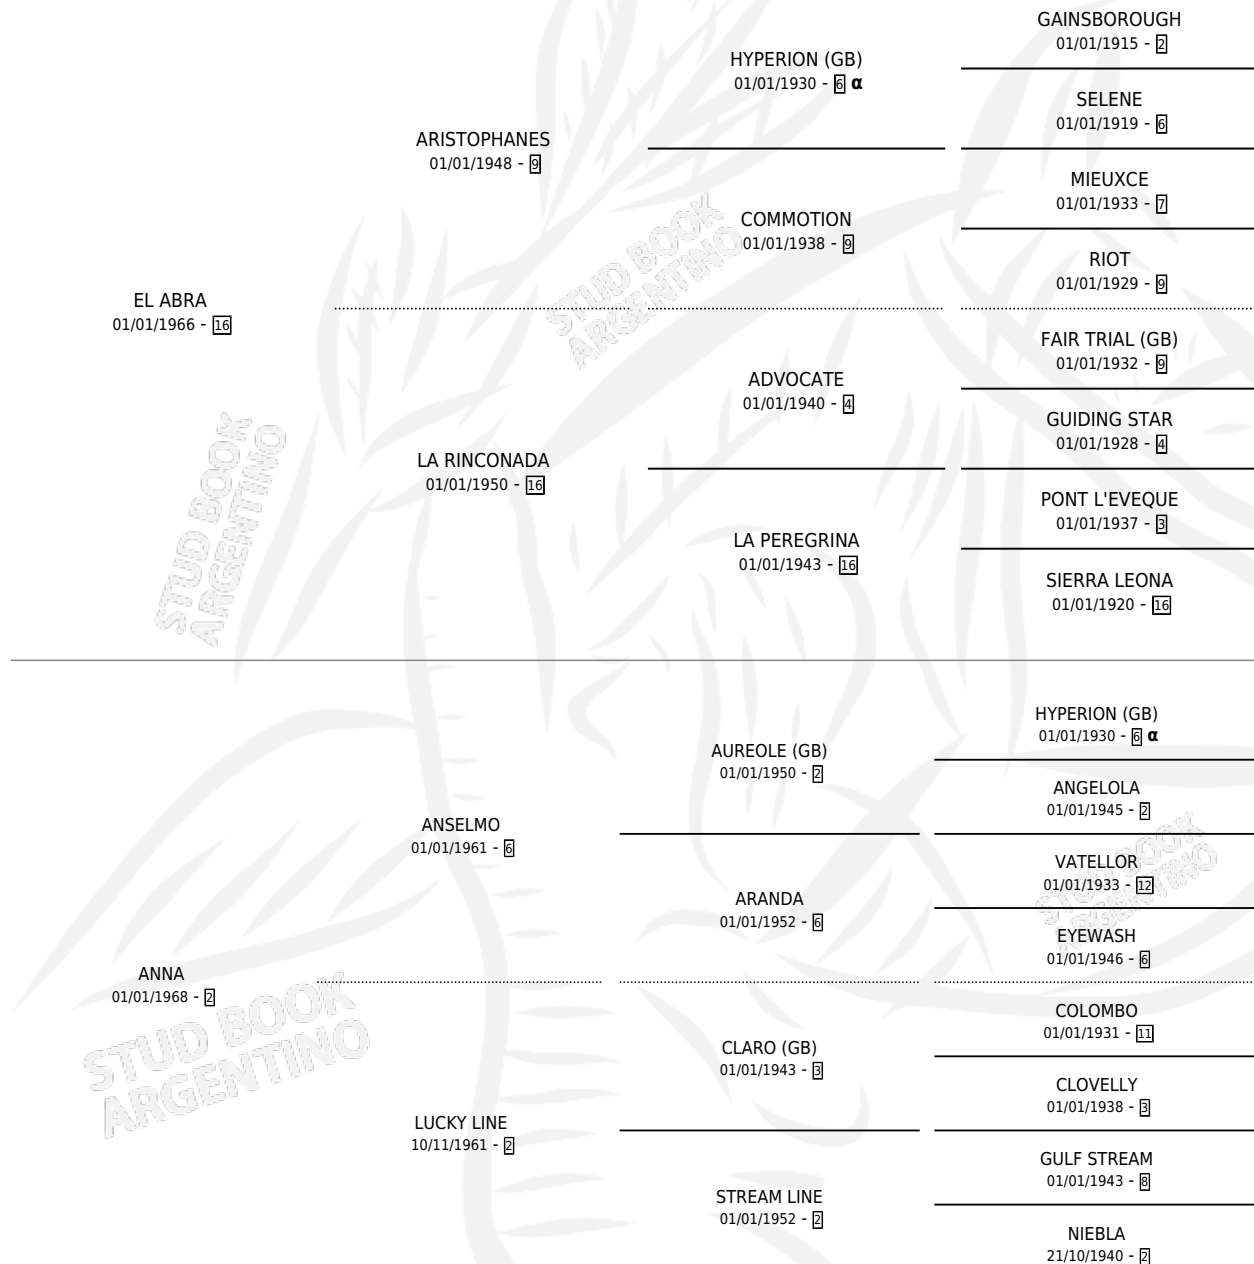 GAINSBOROUGH
01/01/1915 - 2
HYPERION (GB)
01/01/1930 - 6 α
SELENE
01/01/1919 - 6
ARISTOPHANES
01/01/1948 - 9
MIEUXCE
01/01/1933 - 7
COMMOTION
01/01/1938 - 9
RIOT
01/01/1929 - 9
EL ABRA
01/01/1966 - 16
FAIR TRIAL (GB)
01/01/1932 - 9
ADVOCATE
01/01/1940 - 4
GUIDING STAR
01/01/1928 - 4
LA RINCONADA
01/01/1950 - 16
PONT L'EVEQUE
01/01/1937 - 3
LA PEREGRINA
01/01/1943 - 16
SIERRA LEONA
01/01/1920 - 16
HYPERION (GB)
01/01/1930 - 6 α
AUREOLE (GB)
01/01/1950 - 2
ANGELOLA
01/01/1945 - 2
ANSELMO
01/01/1961 - 6
VATELLOR
01/01/1933 - 12
ARANDA
01/01/1952 - 6
EYEWASH
01/01/1946 - 6
ANNA
01/01/1968 - 2
COLOMBO
01/01/1931 - 11
CLARO (GB)
01/01/1943 - 3
CLOVELLY
01/01/1938 - 3
LUCKY LINE
10/11/1961 - 2
GULF STREAM
01/01/1943 - 8
STREAM LINE
01/01/1952 - 2
NIEBLA
21/10/1940 - 2
STUD BOOK
ARGENTINO
STUD BOOK
ARGENTINO
STUD BOOK
ARGENTINO
STUD BOOK
ARGENTINO